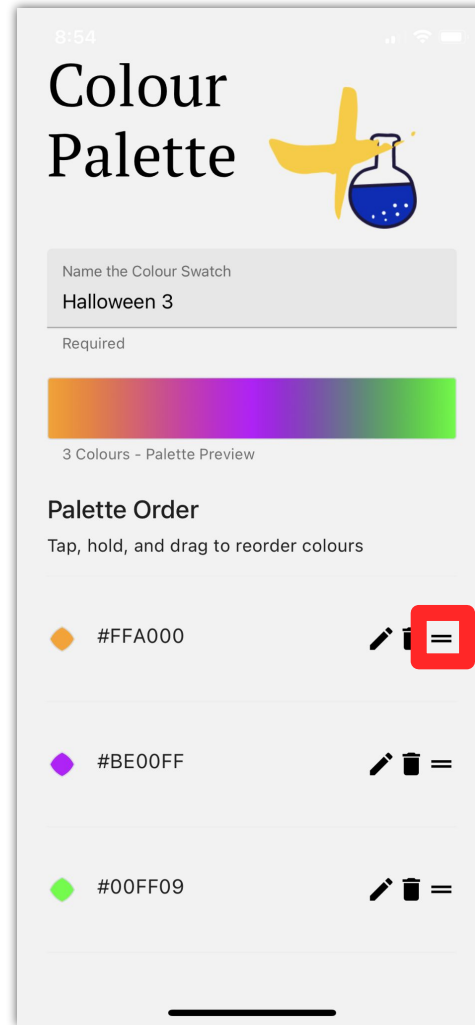 8:54
Colour
Palette
Name the Colour Swatch
Halloween 3
Required
3 Colours - Palette Preview
Palette Order
Tap, hold, and drag to reorder colours
#FFA000
#BE00FF
#00FF09